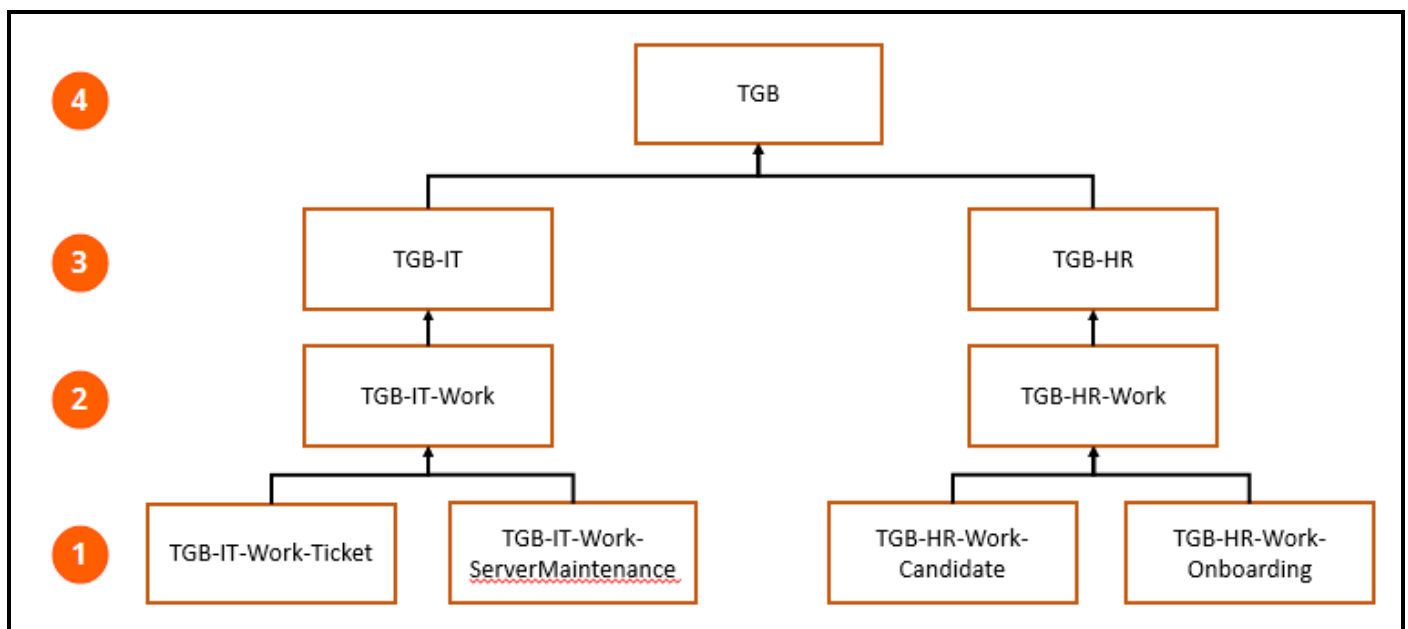 4
TGB
3
TGB-IT
TGB-HR
2
TGB-IT-Work
TGB-HR-Work
1
TGB-IT-Work-Ticket
TGB-IT-Work-
ServerMaintenance
TGB-HR-Work-
Candidate
TGB-HR-Work-
Onboarding